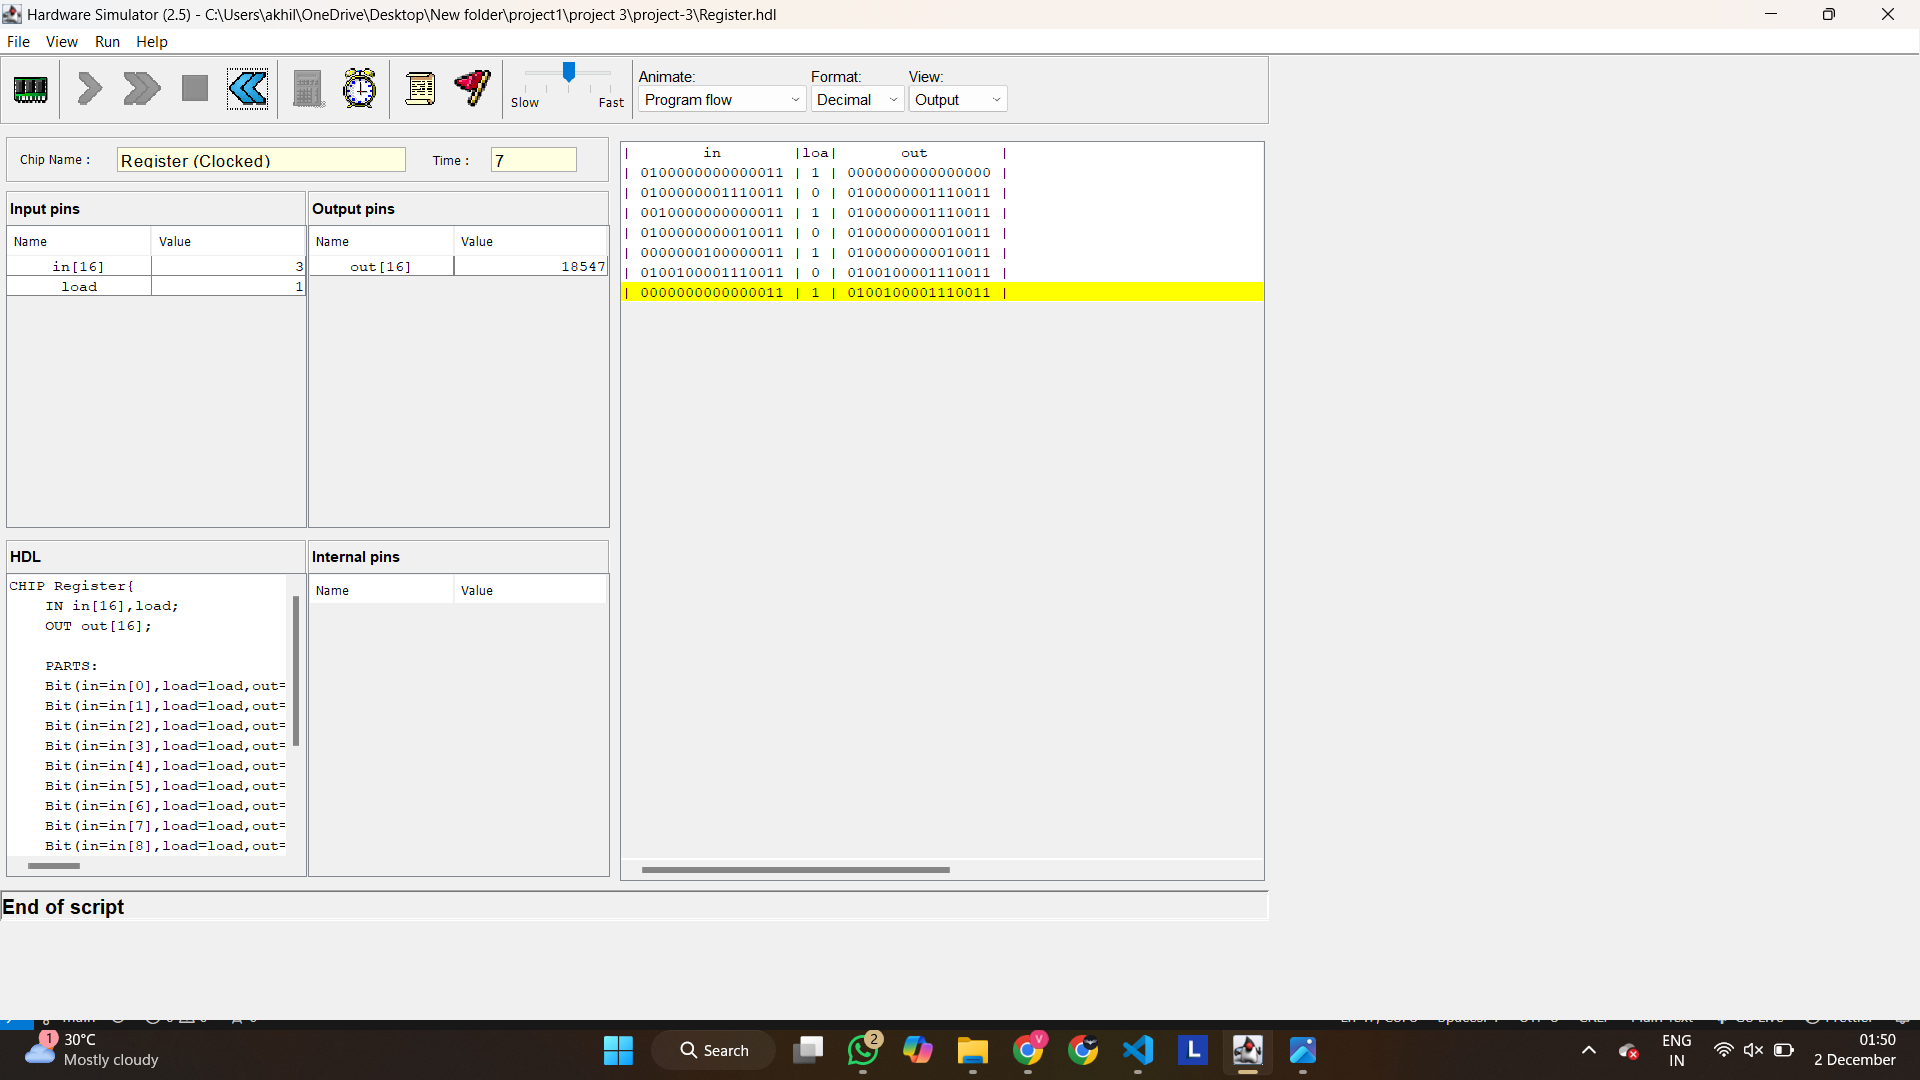 Hardware Simulator (2.5) - C:\Users\akhil\OneDrive\Desktop\New folder\project1\project 3\project-3\Register.hdl
File View Run Help
Slow Fast
Animate: Format: View:
Program flow Decimal Output
Chip Name : Register (Clocked) Time : 7
Input pins
Name Value
in[16] 3
load 1
Output pins
Name Value
out[16] 18547
| in |loa| out |
| 0100000000000011 | 1 | 0000000000000000 |
| 0100000001110011 | 0 | 0100000001110011 |
| 0010000000000011 | 1 | 0100000001110011 |
| 0100000000010011 | 0 | 0100000000010011 |
| 0000000100000011 | 1 | 0100000000010011 |
| 0100100001110011 | 0 | 0100100001110011 |
| 0000000000000011 | 1 | 0100100001110011 |
HDL
CHIP Register{
IN in[16],load;
OUT out[16];
PARTS:
Bit(in=in[0],load=load,out=
Bit(in=in[1],load=load,out=
Bit(in=in[2],load=load,out=
Bit(in=in[3],load=load,out=
Bit(in=in[4],load=load,out=
Bit(in=in[5],load=load,out=
Bit(in=in[6],load=load,out=
Bit(in=in[7],load=load,out=
Bit(in=in[8],load=load,out=
Internal pins
Name Value
End of script
1
30°C
Mostly cloudy
Search
2
V
L
ENG
IN
01:50
2 December